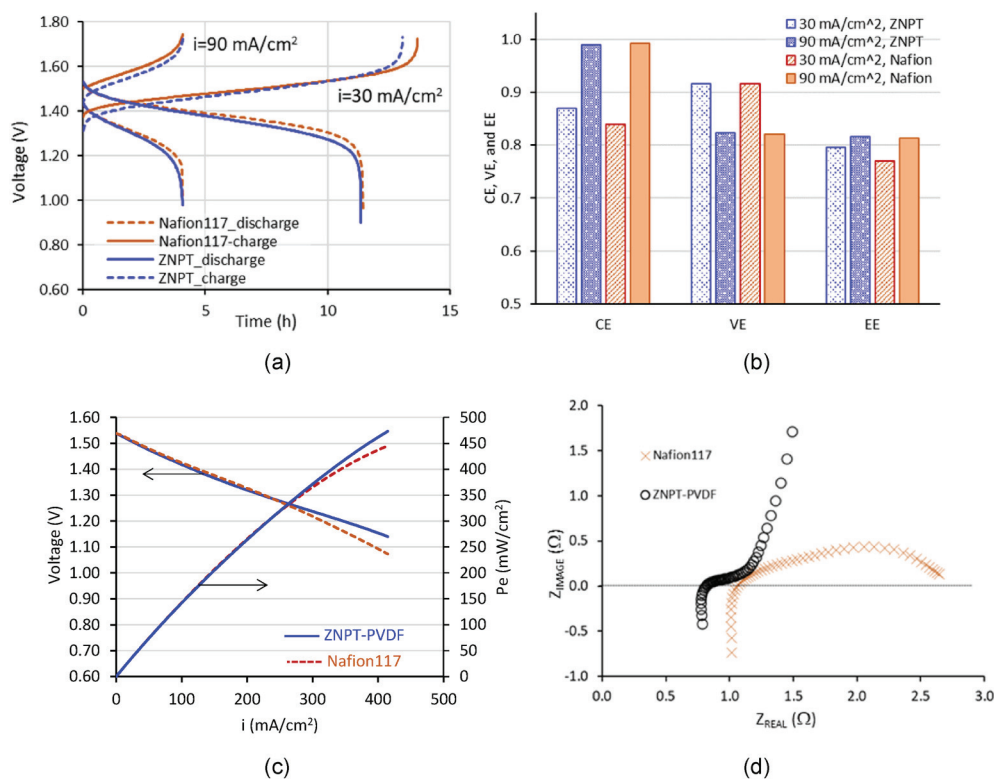 1.80
1.60
1.40
1.20
1.00
0.80
0.60
Voltage (V)
i=90 mA/cm²
i=30 mA/cm²
Nafion117_discharge
Nafion117-charge
ZNPT_discharge
ZNPT_charge
0 5 10 15
Time (h)
(a)
1.0
0.9
0.8
0.7
0.6
0.5
CE, VE, and EE
30 mA/cm^2, ZNPT
90 mA/cm^2, ZNPT
30 mA/cm^2, Nafion
90 mA/cm^2, Nafion
CE VE EE
(b)
1.60
1.50
1.40
1.30
1.20
1.10
1.00
0.90
0.80
0.70
0.60
Voltage (V)
500
450
400
350
300
250
200
150
100
50
0
Pe (mW/cm²)
ZNPT-PVDF
Nafion117
0 100 200 300 400 500
i (mA/cm²)
(c)
2.0
1.5
1.0
0.5
0.0
-0.5
-1.0
Z_IMAGE (Ω)
Nafion117
ZNPT-PVDF
0.0 0.5 1.0 1.5 2.0 2.5 3.0
Z_REAL (Ω)
(d)